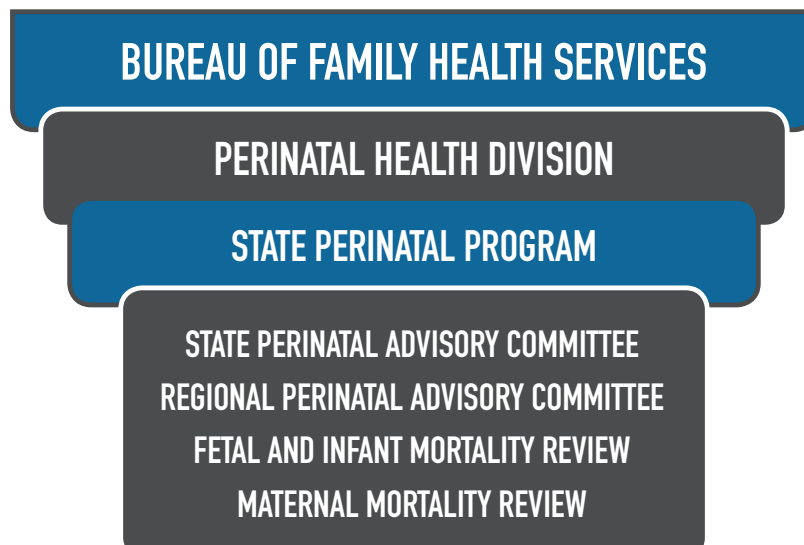 BUREAU OF FAMILY HEALTH SERVICES
PERINATAL HEALTH DIVISION
STATE PERINATAL PROGRAM
STATE PERINATAL ADVISORY COMMITTEE
REGIONAL PERINATAL ADVISORY COMMITTEE
FETAL AND INFANT MORTALITY REVIEW
MATERNAL MORTALITY REVIEW